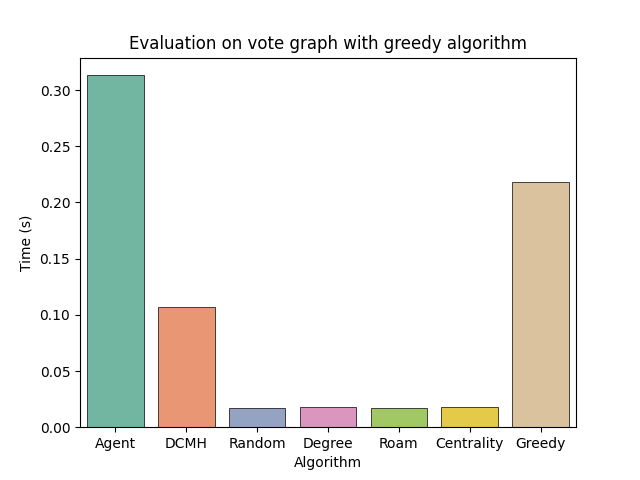 Evaluation on vote graph with greedy algorithm
Time (s)
0.30
0.25
0.20
0.15
0.10
0.05
0.00
Agent DCMH Random Degree Roam Centrality Greedy
Algorithm